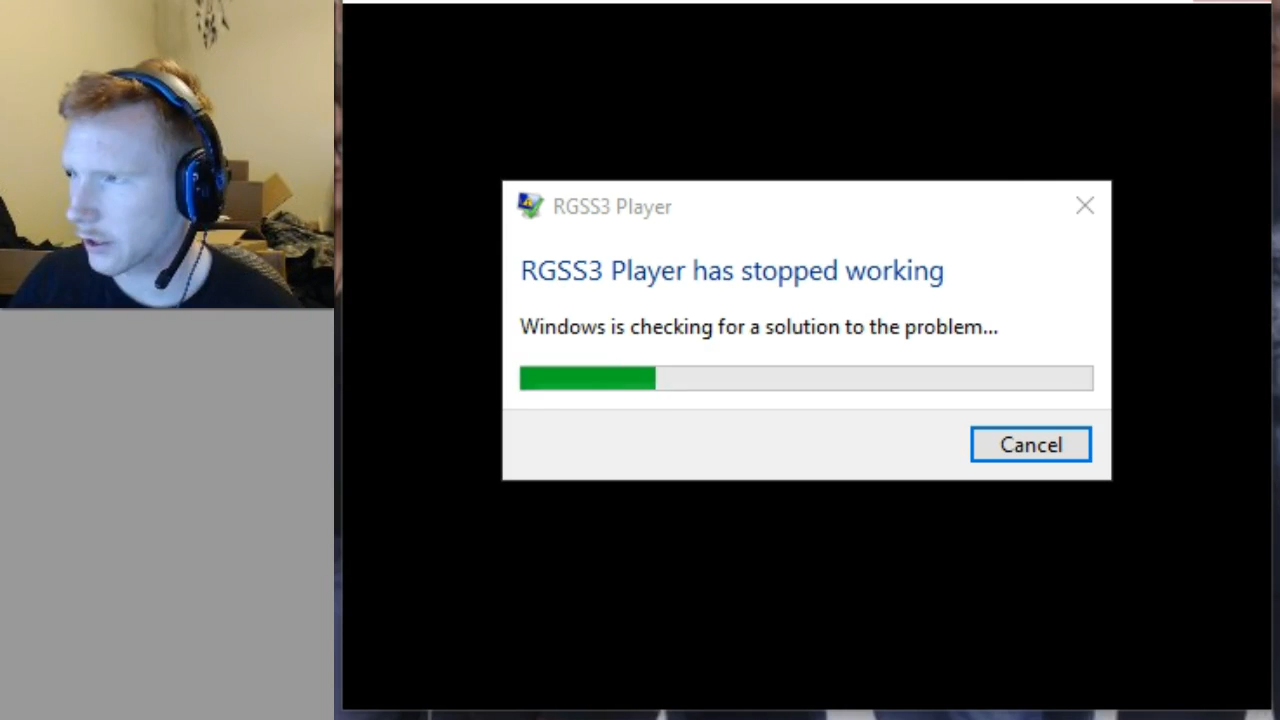 RGSS3 Player
RGSS3 Player has stopped working
Windows is checking for a solution to the problem...
Cancel